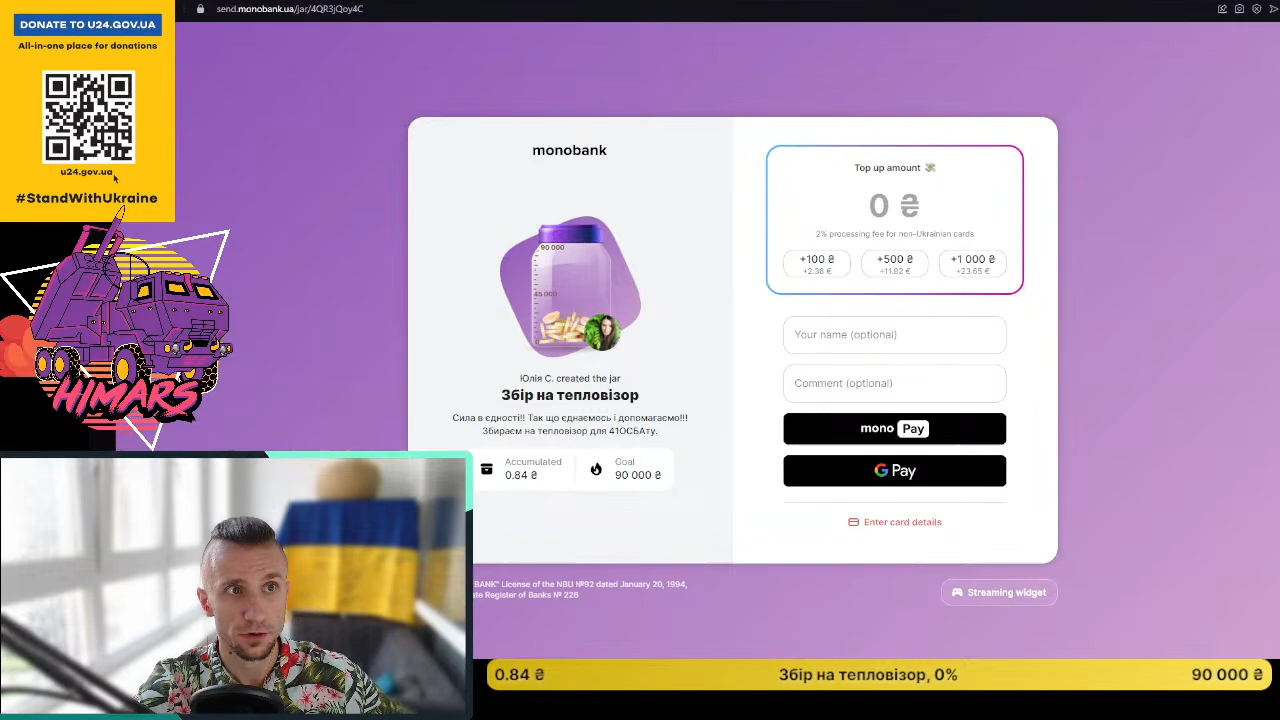 send.monobank.ua/jar/4QR3jQoy4C
DONATE TO U24.GOV.UA
All-in-one place for donations
u24.gov.ua
#StandWithUkraine
HIMARS
monobank
90 000
45 000
Юлія С. created the jar
Збір на тепловізор
Сила в єдності!! Так що єднаємось і допомагаємо!!!
Збираєм на тепловізор для 41ОСБАту.
Accumulated
0.84 ₴
Goal
90 000 ₴
Top up amount
0 ₴
2% processing fee for non-Ukrainian cards
+100 ₴
+2.36 €
+500 ₴
+11.82 €
+1 000 ₴
+23.65 €
Your name (optional)
Comment (optional)
mono Pay
G Pay
Enter card details
BANK" License of the NBU №92 dated January 20, 1994,
Register of Banks № 226
Streaming widget
0.84 ₴
Збір на тепловізор, 0%
90 000 ₴